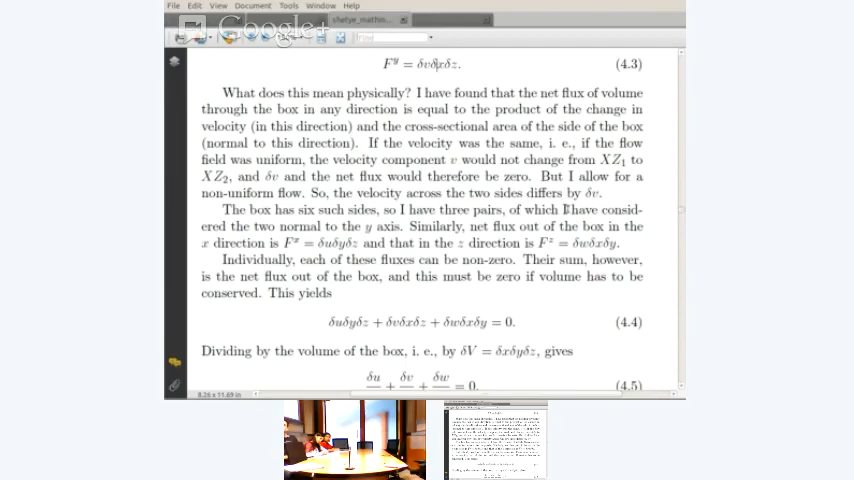 File Edit View Document Tools Window Help
shetye_mathm...
Google+
Find
F^y = δvδxδz. (4.3)
What does this mean physically? I have found that the net flux of volume
through the box in any direction is equal to the product of the change in
velocity (in this direction) and the cross-sectional area of the side of the box
(normal to this direction). If the velocity was the same, i. e., if the flow
field was uniform, the velocity component v would not change from XZ₁ to
XZ₂, and δv and the net flux would therefore be zero. But I allow for a
non-uniform flow. So, the velocity across the two sides differs by δv.
The box has six such sides, so I have three pairs, of which I have consid-
ered the two normal to the y axis. Similarly, net flux out of the box in the
x direction is F^x = δuδyδz and that in the z direction is F^z = δwδxδy.
Individually, each of these fluxes can be non-zero. Their sum, however,
is the net flux out of the box, and this must be zero if volume has to be
conserved. This yields
δuδyδz + δvδxδz + δwδxδy = 0. (4.4)
Dividing by the volume of the box, i. e., by δV = δxδyδz, gives
δu δv δw
+ + = 0. (4.5)
8.26 x 11.69 in